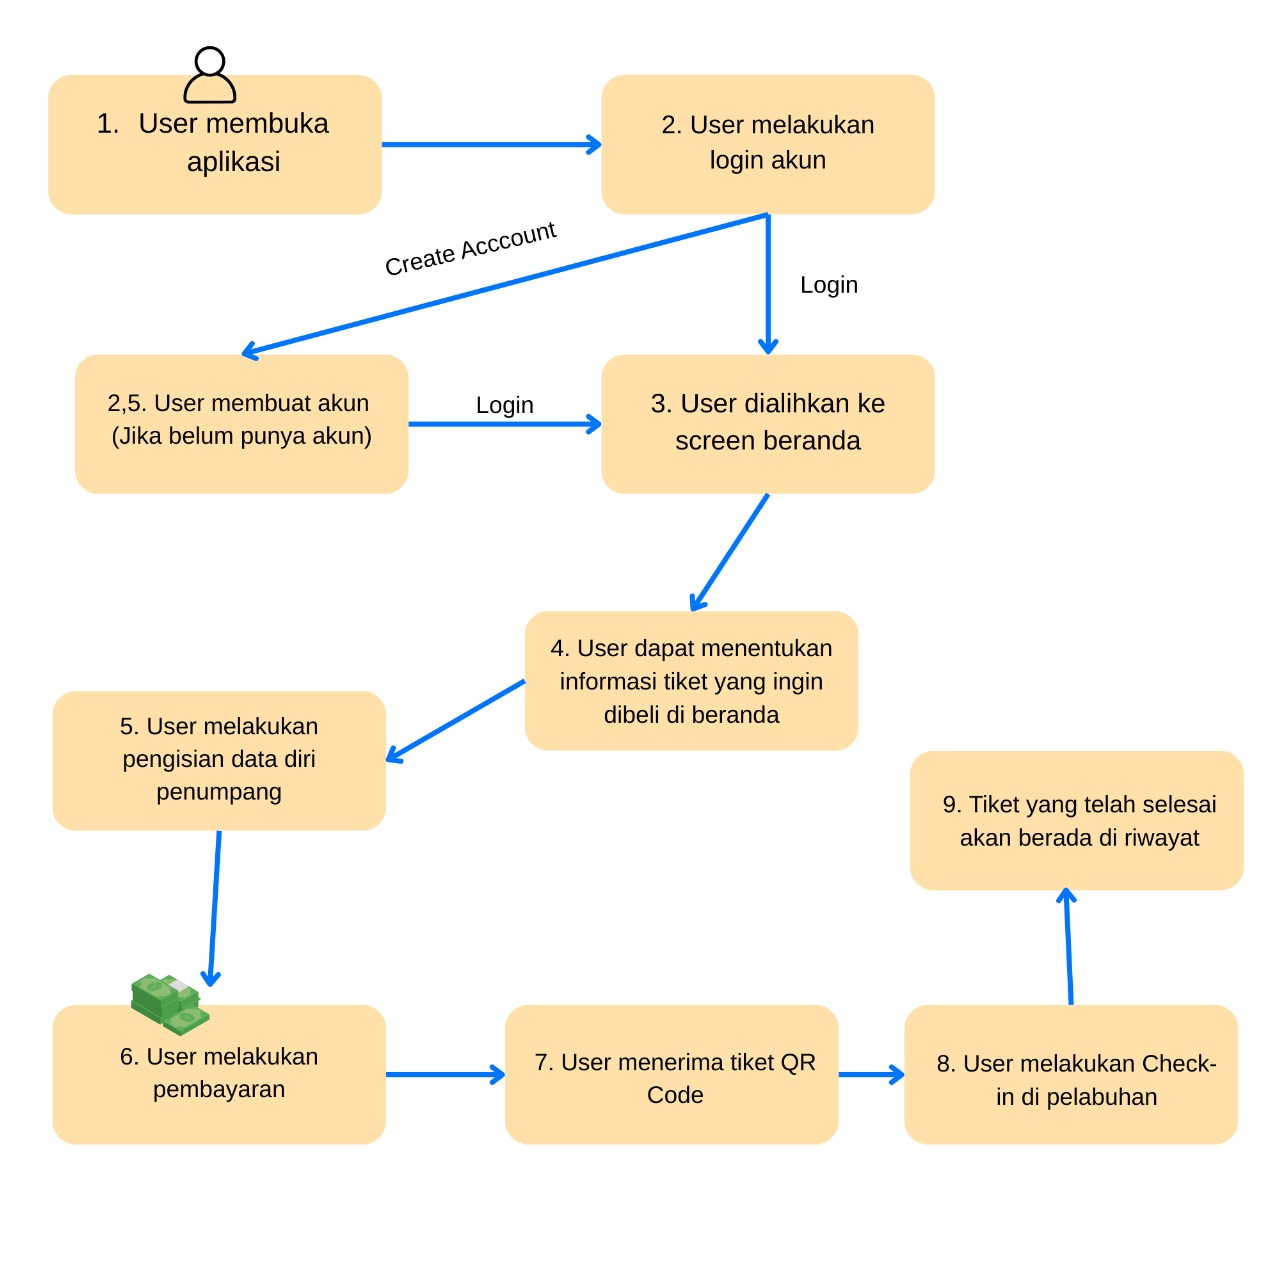 1. User membuka
aplikasi
2. User melakukan
login akun
Create Acccount
Login
2,5. User membuat akun
(Jika belum punya akun)
Login
3. User dialihkan ke
screen beranda
4. User dapat menentukan
informasi tiket yang ingin
dibeli di beranda
5. User melakukan
pengisian data diri
penumpang
6. User melakukan
pembayaran
7. User menerima tiket QR
Code
8. User melakukan Check-
in di pelabuhan
9. Tiket yang telah selesai
akan berada di riwayat